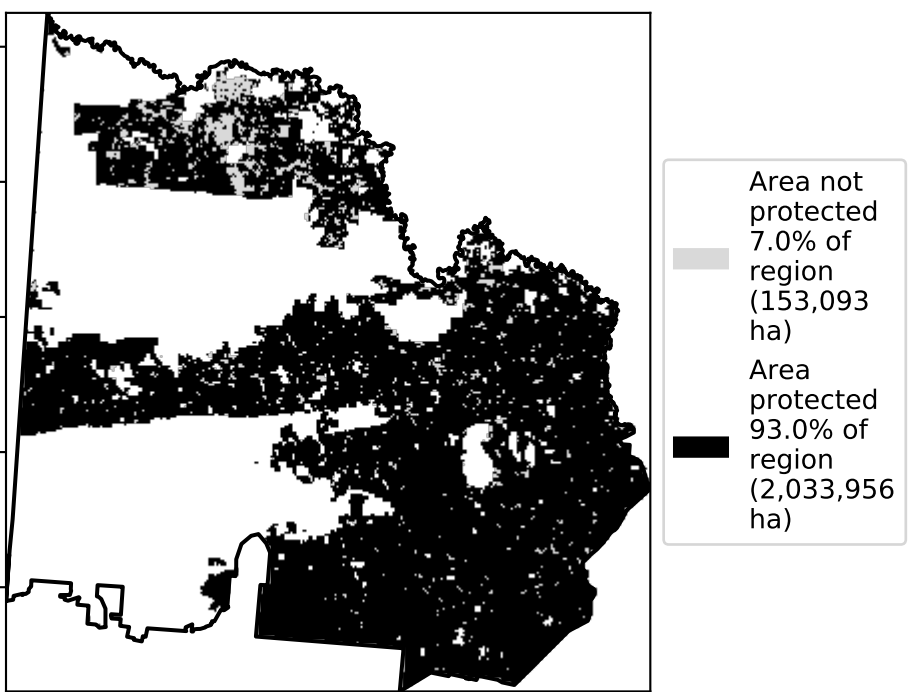 Area not
protected
7.0% of
region
(153,093
ha)
Area
protected
93.0% of
region
(2,033,956
ha)